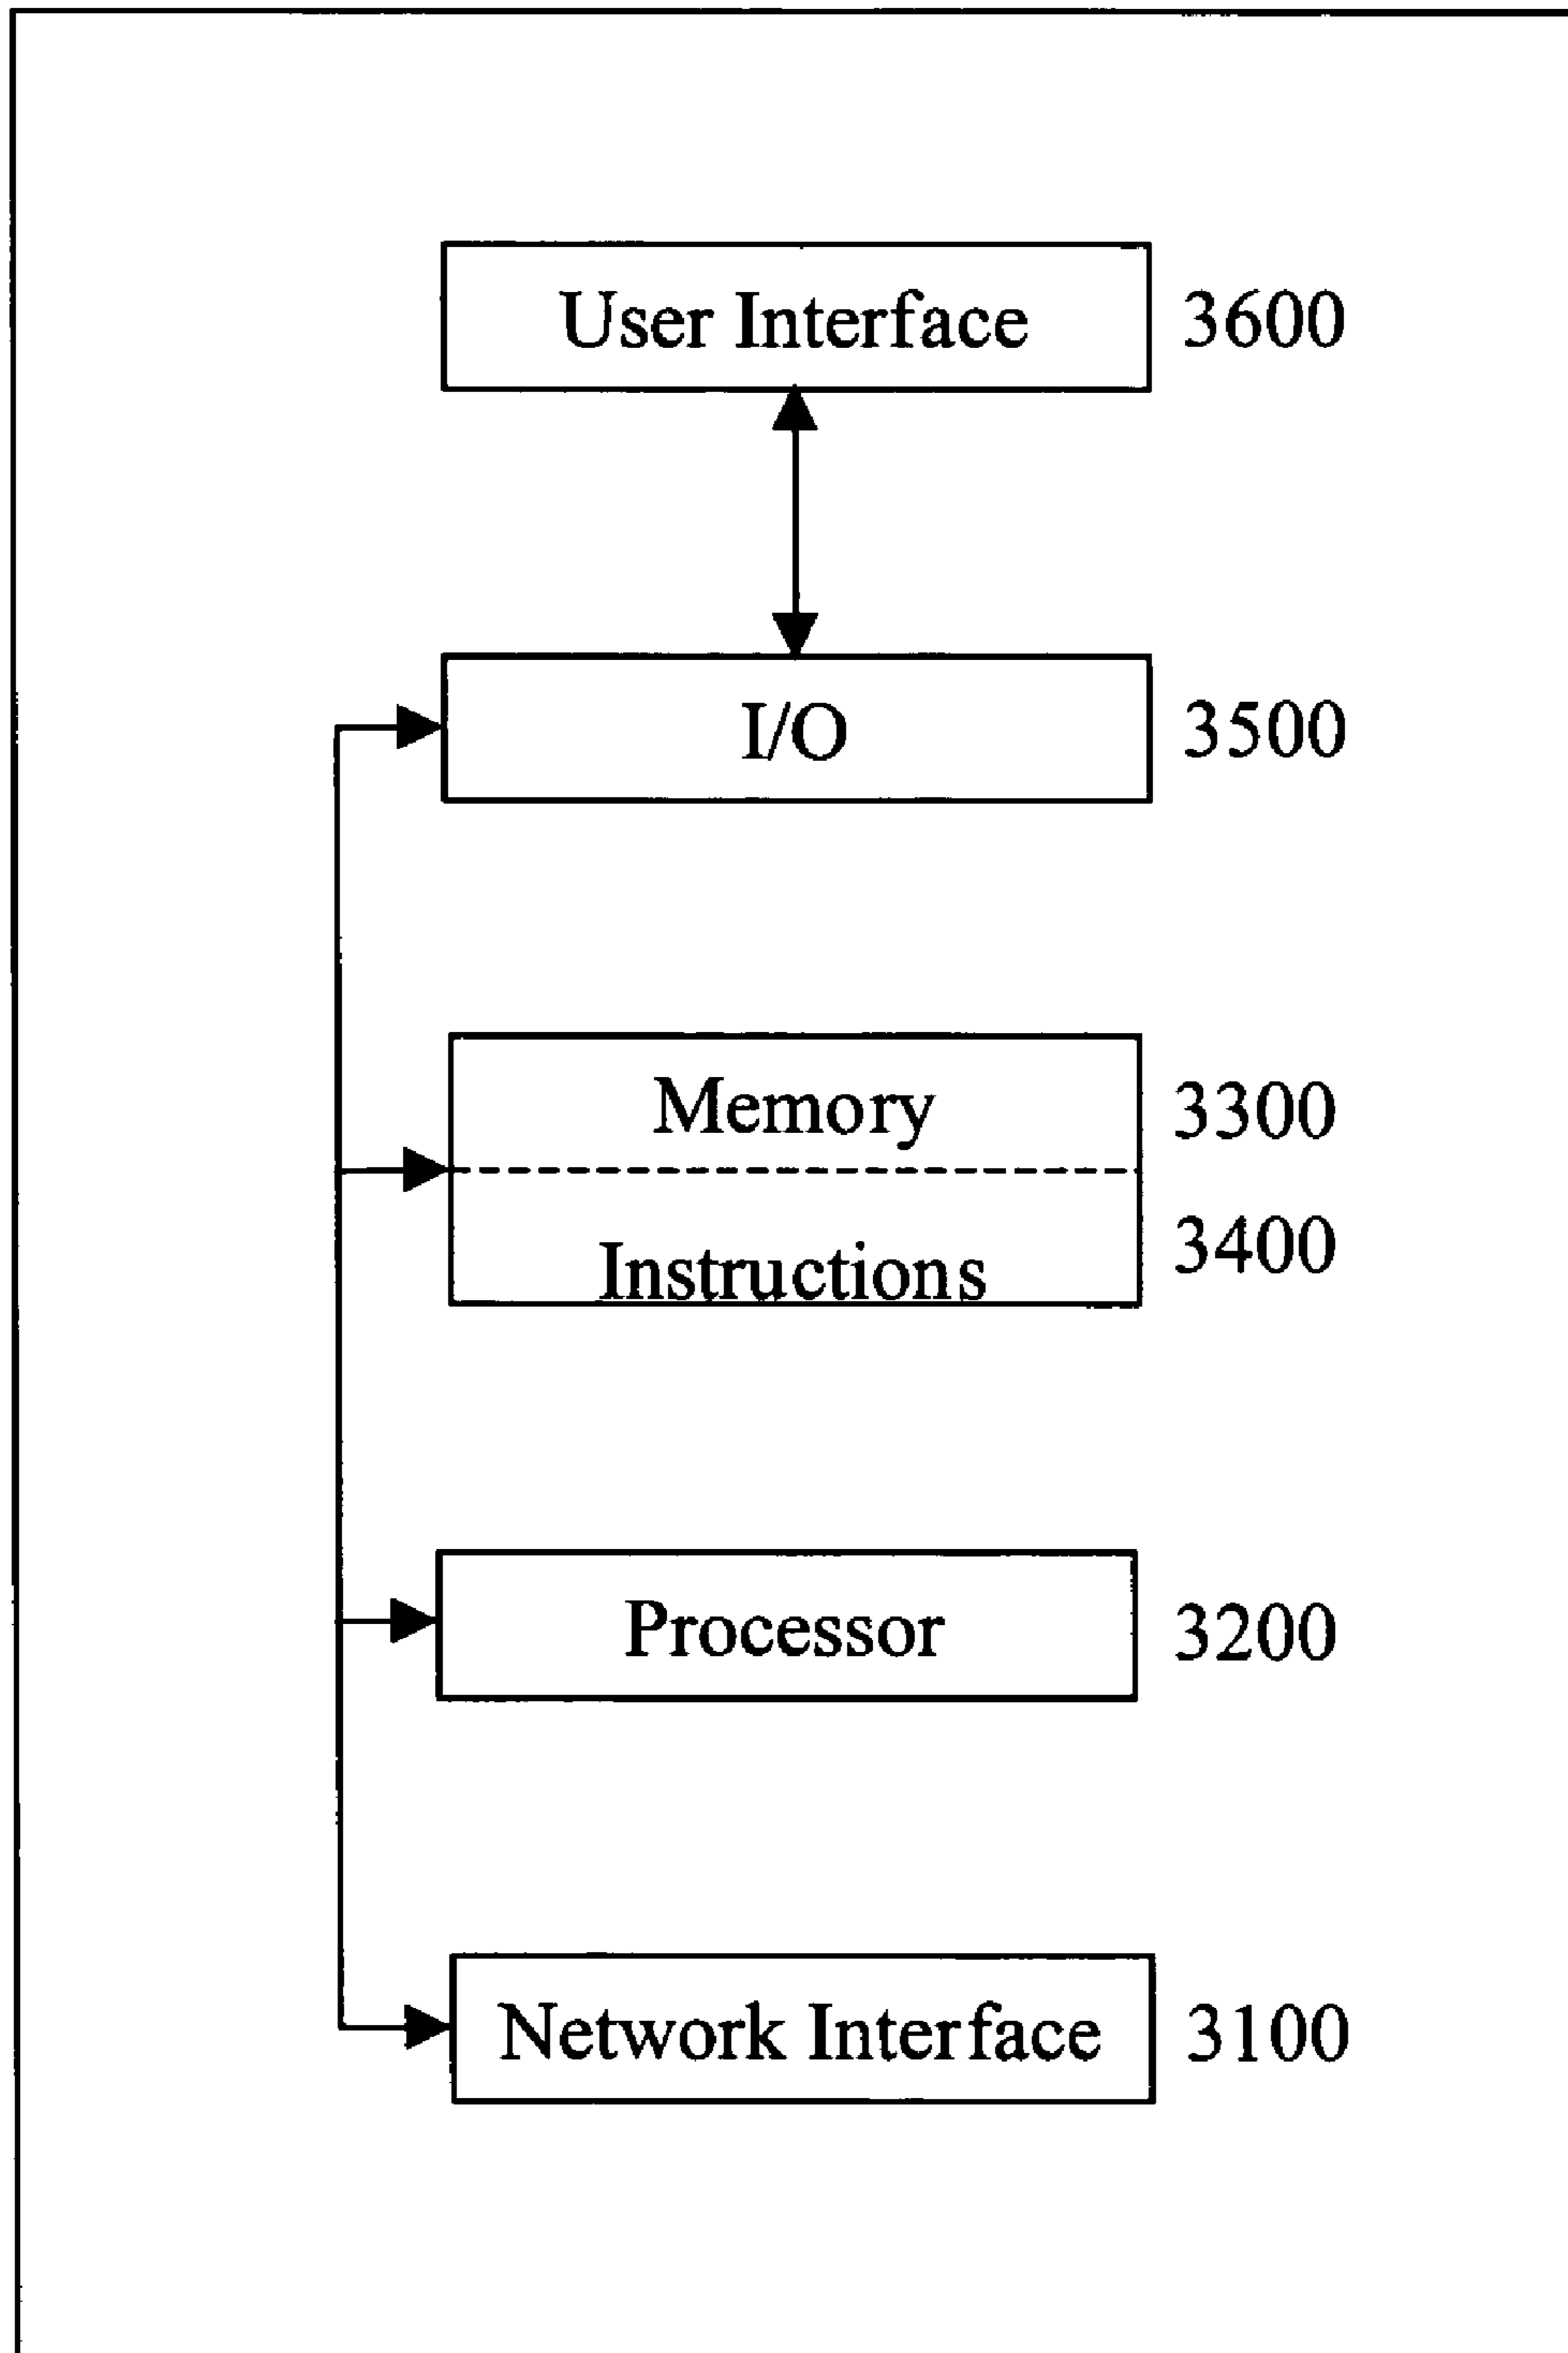 User Interface 3600
I/O 3500
Memory 3300
Instructions 3400
Processor 3200
Network Interface 3100